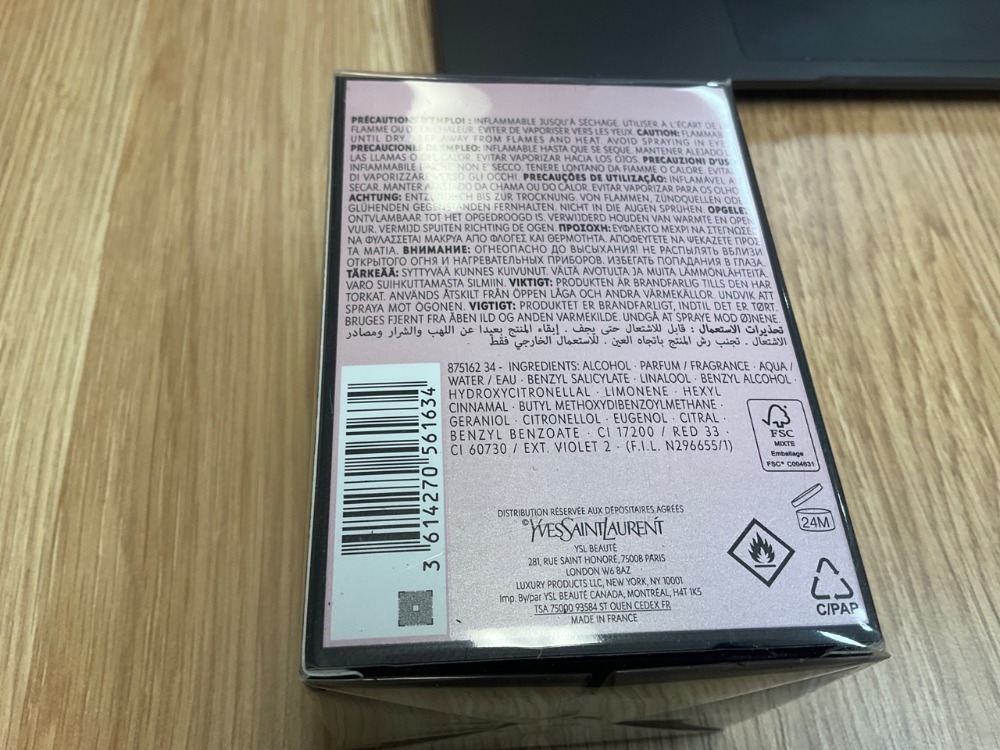 PRÉCAUTIONS D'EMPLOI : INFLAMMABLE JUSQU'À SÉCHAGE. UTILISER À L'ÉCART DE
FLAMME OU DE LA CHALEUR. EVITER DE VAPORISER VERS LES YEUX. CAUTION: FLAMMAB
UNTIL DRY. KEEP AWAY FROM FLAMES AND HEAT. AVOID SPRAYING IN EYE
PRECAUCIONES DE EMPLEO: INFLAMABLE HASTA QUE SE SEQUE. MANTENER ALEJADO
LAS LLAMAS O DEL CALOR. EVITAR VAPORIZAR HACIA LOS OJOS. PRECAUZIONI D'US
INFIAMMABILE FINCHÉ NON È SECCO. TENERE LONTANO DA FIAMME O CALORE. EVITA
DI VAPORIZZARE VERSO GLI OCCHI. PRECAUÇÕES DE UTILIZAÇÃO: INFLAMÁVEL A
SECAR. MANTER AFASTADO DA CHAMA OU DO CALOR. EVITAR VAPORIZAR PARA OS OLHO
ACHTUNG: ENTZÜNDLICH BIS ZUR TROCKNUNG. VON FLAMMEN, ZÜNDQUELLEN ODE
GLÜHENDEN GEGENSTÄNDEN FERNHALTEN. NICHT IN DIE AUGEN SPRÜHEN. OPGELE
ONTVLAMBAAR TOT HET OPGEDROOGD IS. VERWIJDERD HOUDEN VAN WARMTE EN OPEN
VUUR. VERMIJD SPUITEN RICHTING DE OGEN. ΠΡΟΣΟΧΗ: ΕΥΦΛΕΚΤΟ ΜΕΧΡΙ ΝΑ ΣΤΕΓΝΩΣΕΙ
ΝΑ ΦΥΛΑΣΣΕΤΑΙ ΜΑΚΡΥΑ ΑΠΟ ΦΛΟΓΕΣ ΚΑΙ ΘΕΡΜΟΤΗΤΑ. ΑΠΟΦΕΥΓΕΤΕ ΝΑ ΨΕΚΑΖΕΤΕ ΠΡΟΣ
ΤΑ ΜΑΤΙΑ. ВНИМАНИЕ: ОГНЕОПАСНО ДО ВЫСЫХАНИЯ! НЕ РАСПЫЛЯТЬ ВБЛИЗИ
ОТКРЫТОГО ОГНЯ И НАГРЕВАТЕЛЬНЫХ ПРИБОРОВ. ИЗБЕГАТЬ ПОПАДАНИЯ В ГЛАЗА.
TÄRKEÄÄ: SYTTYVÄÄ KUNNES KUIVUNUT. VÄLTÄ AVOTULTA JA MUITA LÄMMÖNLÄHTEITÄ.
VARO SUIHKUTTAMASTA SILMIIN. VIKTIGT: PRODUKTEN ÄR BRANDFARLIG TILLS DEN HAR
TORKAT. ANVÄNDS ÅTSKILT FRÅN ÖPPEN LÅGA OCH ANDRA VÄRMEKÄLLOR. UNDVIK ATT
SPRAYA MOT ÖGONEN. VIGTIGT: PRODUKTET ER BRANDFARLIGT, INDTIL DET ER TØRT.
BRUGES FJERNT FRA ÅBEN ILD OG ANDEN VARMEKILDE. UNDGÅ AT SPRAYE MOD ØJNENE.
تحذيرات الاستعمال : قابل للاشتعال حتى يجف . إبقاء المنتج بعيدا عن اللهب والشرار ومصادر
الاشتعال . تجنب رش المنتج باتجاه العين . للاستعمال الخارجي فقط
875162 34 - INGREDIENTS: ALCOHOL · PARFUM / FRAGRANCE · AQUA /
WATER / EAU · BENZYL SALICYLATE · LINALOOL · BENZYL ALCOHOL ·
HYDROXYCITRONELLAL · LIMONENE · HEXYL
CINNAMAL · BUTYL METHOXYDIBENZOYLMETHANE ·
GERANIOL · CITRONELLOL · EUGENOL · CITRAL ·
BENZYL BENZOATE · CI 17200 / RED 33 ·
CI 60730 / EXT. VIOLET 2 · (F.I.L. N296655/1)
3 614270 561634
FSC
MIXTE
Emballage
FSC® C004631
DISTRIBUTION RÉSERVÉE AUX DÉPOSITAIRES AGRÉÉS
©YVESSAINTLAURENT
YSL BEAUTÉ
281, RUE SAINT HONORÉ, 75008 PARIS
LONDON W6 8AZ
LUXURY PRODUCTS LLC, NEW YORK, NY 10001
Imp. By/par YSL BEAUTÉ CANADA, MONTRÉAL, H4T 1K5
TSA 75000 93584 ST OUEN CEDEX FR
MADE IN FRANCE
24M
C/PAP